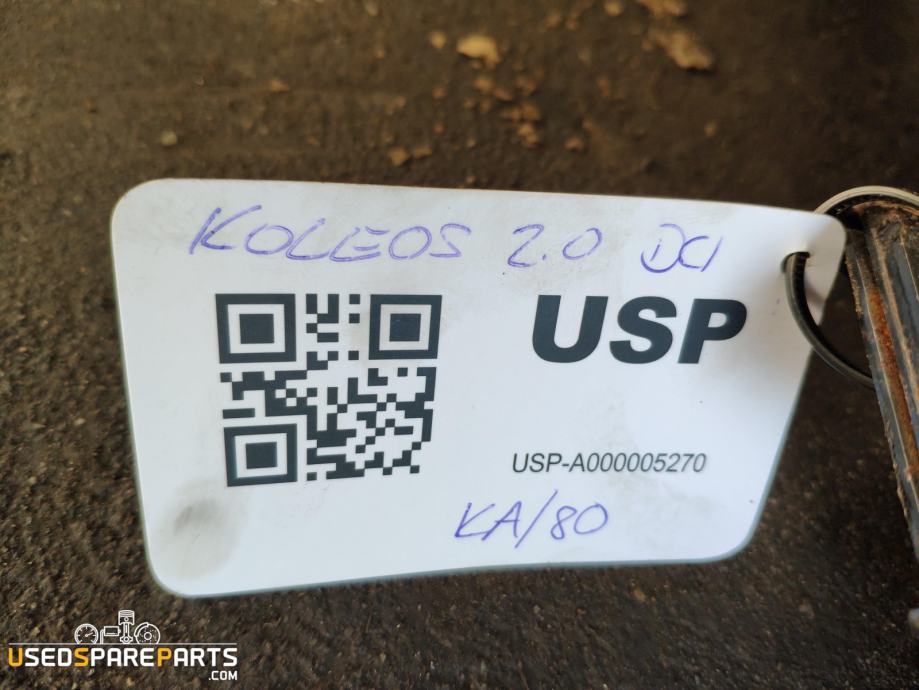 KOLEOS 2.0 DCI
USP
USP-A000005270
KA/80
USEDSPAREPARTS
.COM